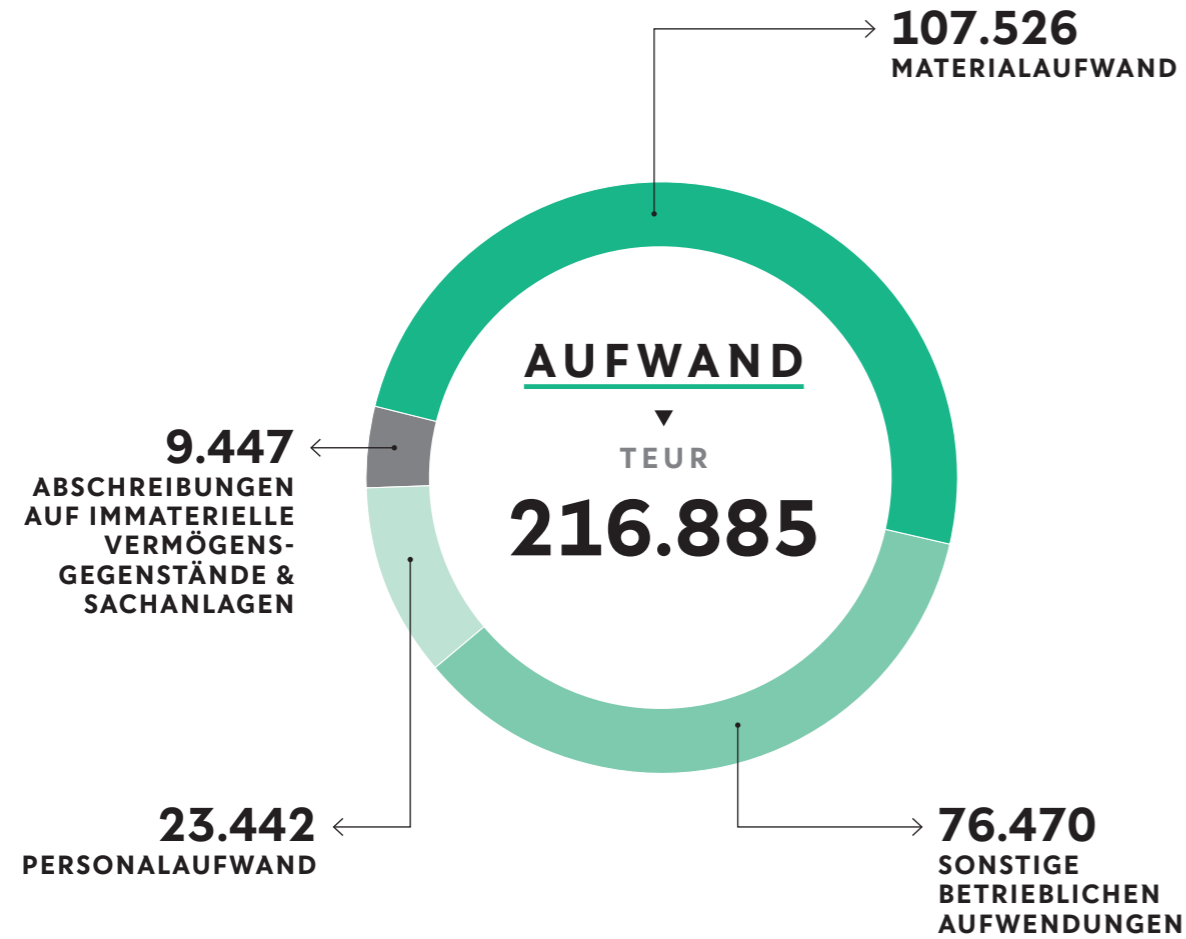 107.526
MATERIALAUFWAND
AUFWAND
TEUR
216.885
9.447
ABSCHREIBUNGEN
AUF IMMATERIELLE
VERMÖGENS-
GEGENSTÄNDE &
SACHANLAGEN
23.442
PERSONALAUFWAND
76.470
SONSTIGE
BETRIEBLICHEN
AUFWENDUNGEN